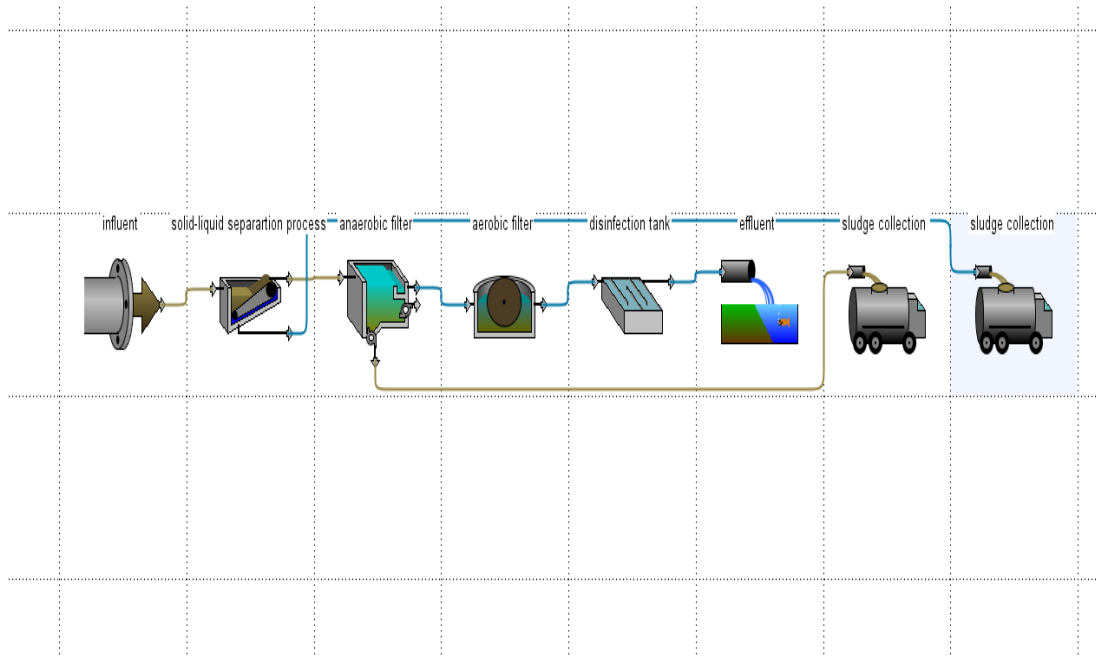 influent
solid-liquid separartion process
anaerobic filter
aerobic filter
disinfection tank
effluent
sludge collection
sludge collection